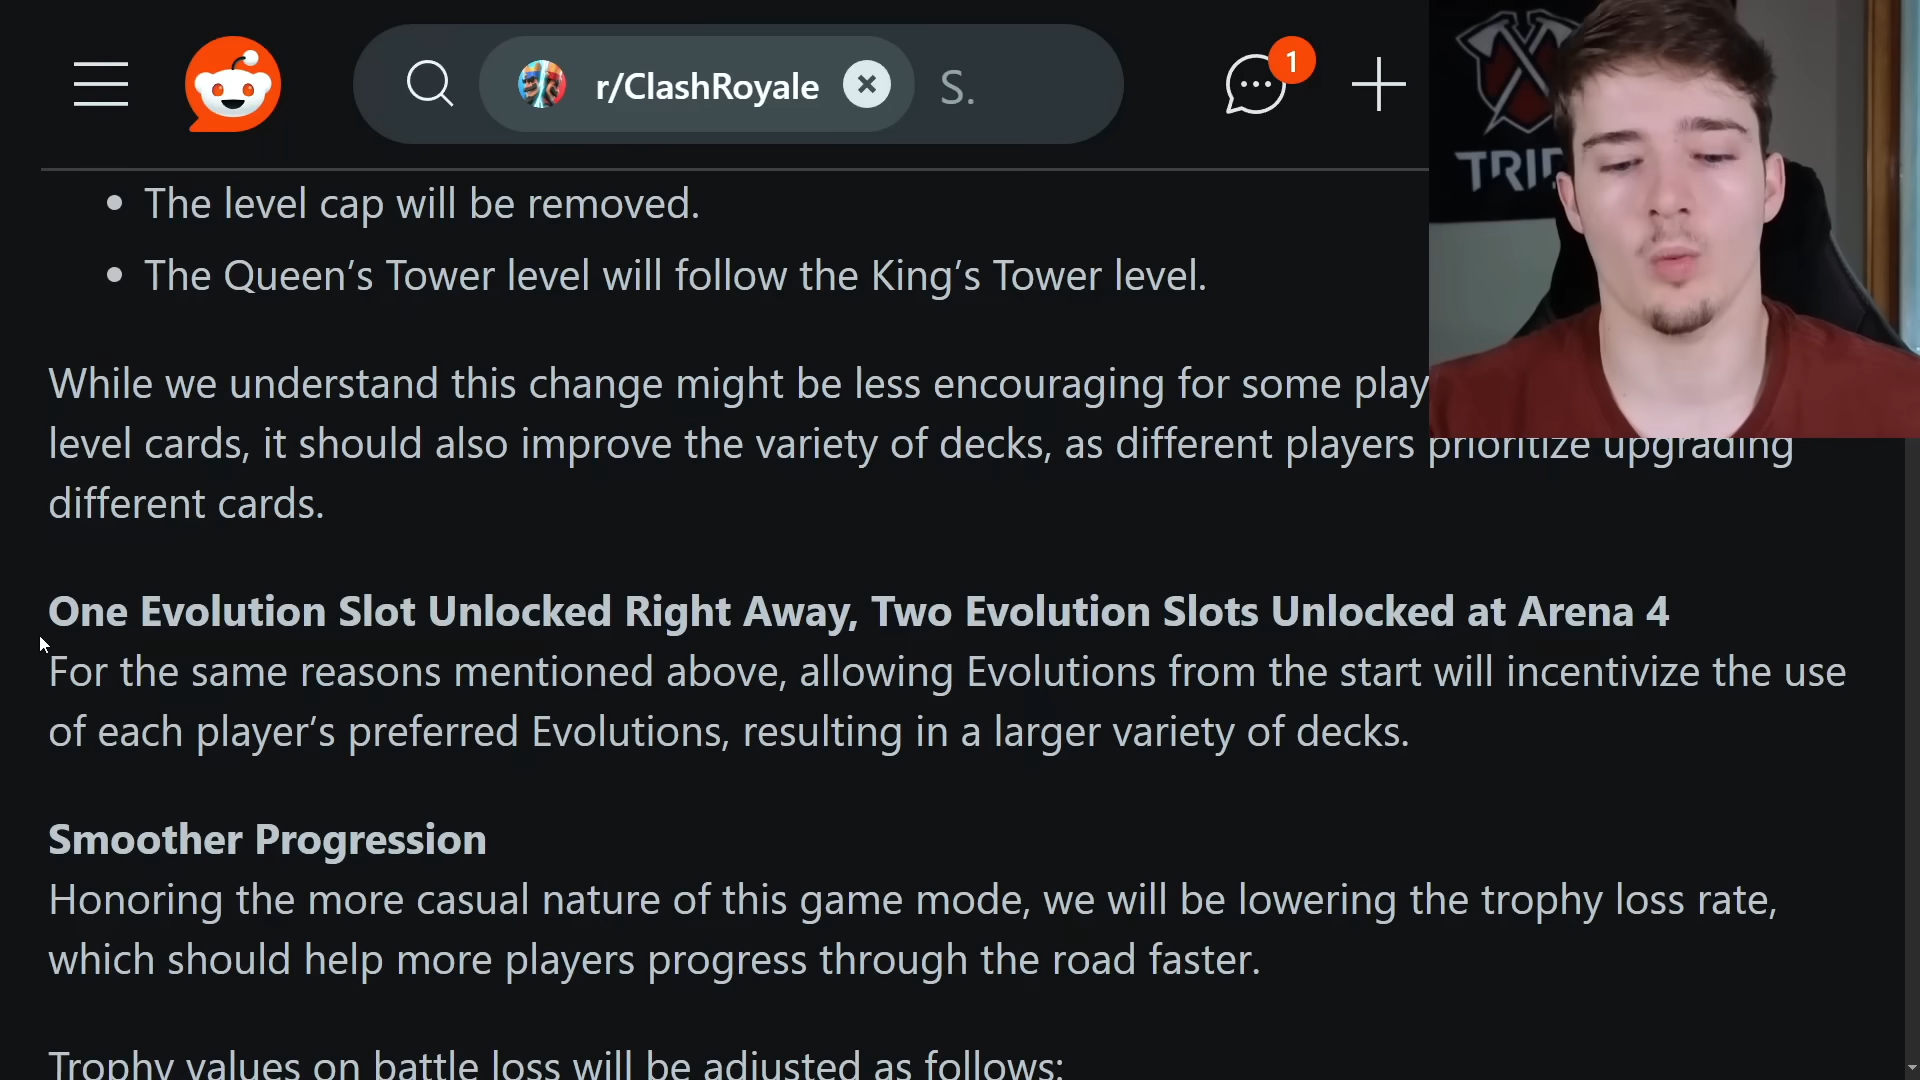 r/ClashRoyale
S.
1
The level cap will be removed.
The Queen’s Tower level will follow the King’s Tower level.
While we understand this change might be less encouraging for some play
level cards, it should also improve the variety of decks, as different players prioritize upgrading
different cards.
One Evolution Slot Unlocked Right Away, Two Evolution Slots Unlocked at Arena 4
For the same reasons mentioned above, allowing Evolutions from the start will incentivize the use
of each player’s preferred Evolutions, resulting in a larger variety of decks.
Smoother Progression
Honoring the more casual nature of this game mode, we will be lowering the trophy loss rate,
which should help more players progress through the road faster.
Trophy values on battle loss will be adjusted as follows: